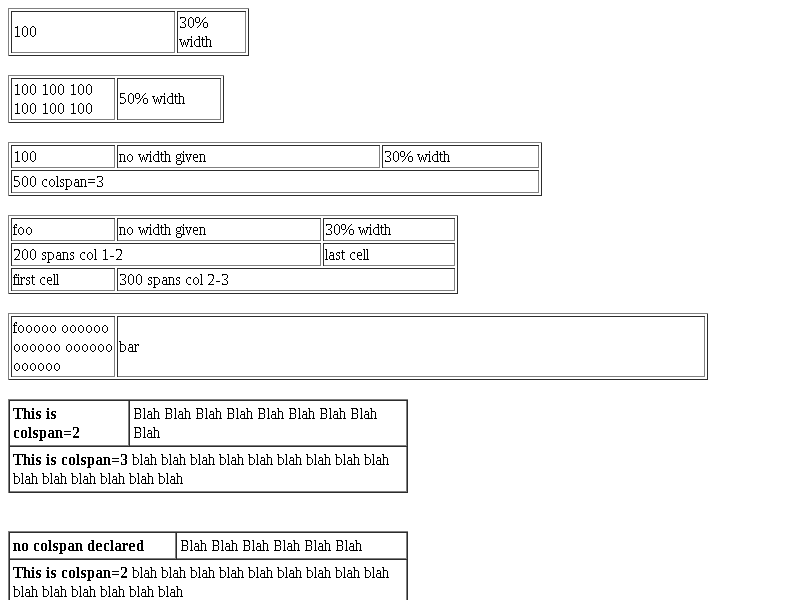 100
30%
width
100 100 100
100 100 100
50% width
100
no width given
30% width
500 colspan=3
foo
no width given
30% width
200 spans col 1-2
last cell
first cell
300 spans col 2-3
fooooo oooooo
oooooo oooooo
oooooo
bar
This is
colspan=2
Blah Blah Blah Blah Blah Blah Blah Blah
Blah
This is colspan=3 blah blah blah blah blah blah blah blah blah
blah blah blah blah blah blah
no colspan declared
Blah Blah Blah Blah Blah Blah
This is colspan=2 blah blah blah blah blah blah blah blah blah
blah blah blah blah blah blah